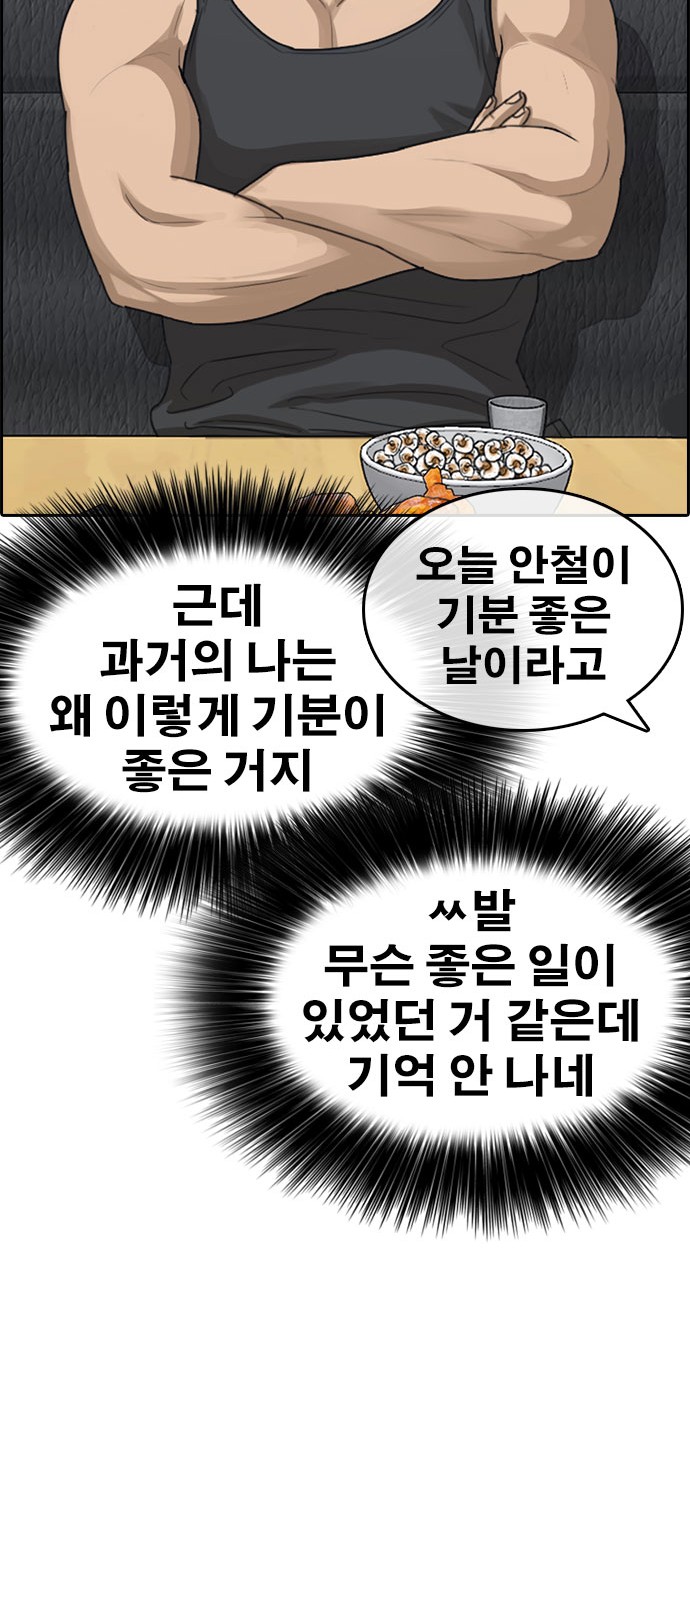 오늘 안철이
기분 좋은
날이라고
근데
과거의 나는
왜 이렇게 기분이
좋은 거지
ㅆ발
무슨 좋은 일이
있었던 거 같은데
기억 안 나네